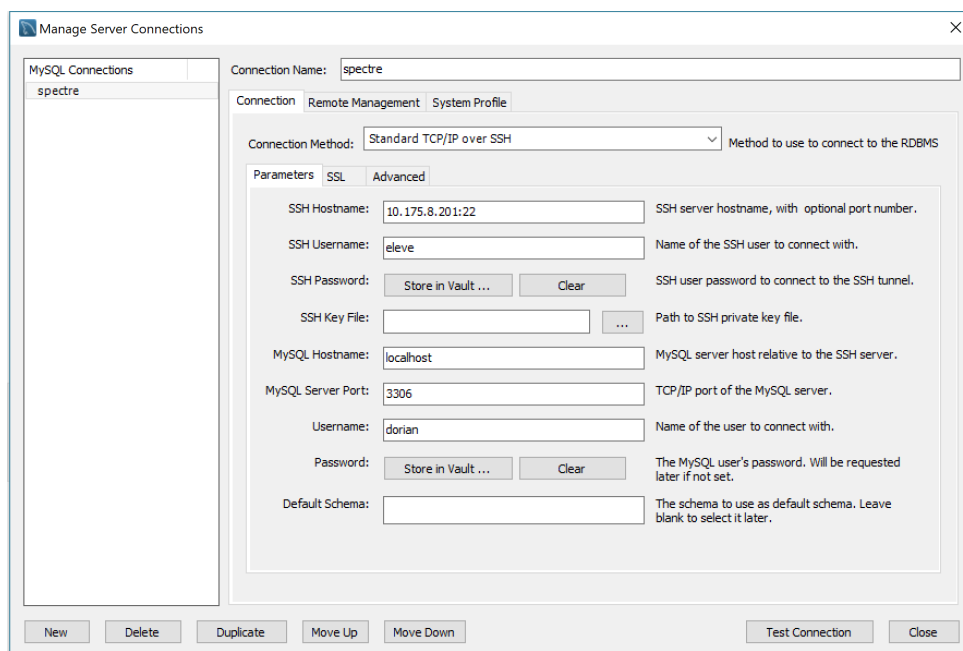 Manage Server Connections
MySQL Connections
spectre
Connection Name: spectre
Connection Remote Management System Profile
Connection Method: Standard TCP/IP over SSH Method to use to connect to the RDBMS
Parameters SSL Advanced
SSH Hostname: 10.175.8.201:22 SSH server hostname, with optional port number.
SSH Username: eleve Name of the SSH user to connect with.
SSH Password: Store in Vault ... Clear SSH user password to connect to the SSH tunnel.
SSH Key File: ... Path to SSH private key file.
MySQL Hostname: localhost MySQL server host relative to the SSH server.
MySQL Server Port: 3306 TCP/IP port of the MySQL server.
Username: dorian Name of the user to connect with.
Password: Store in Vault ... Clear The MySQL user's password. Will be requested
later if not set.
Default Schema: The schema to use as default schema. Leave
blank to select it later.
New Delete Duplicate Move Up Move Down Test Connection Close